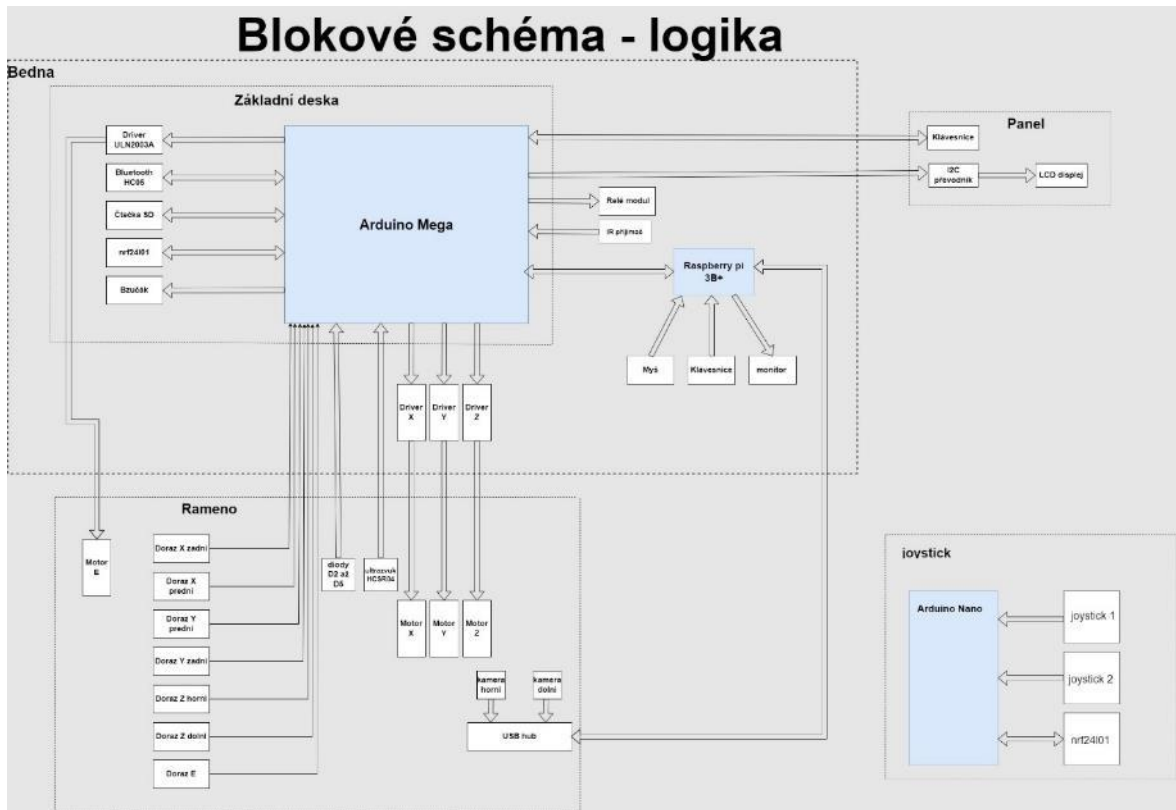 Blokové schéma - logika
Bedna
Základní deska
Driver
ULN2003A
Bluetooth
HC05
Čtečka SD
nrf24l01
Bzučák
Arduino Mega
Relé modul
IR přijímač
Raspberry pi
3B+
Myš
Klavesnice
monitor
Panel
Klávesnice
I2C
převodník
LCD displej
Driver
X
Driver
Y
Driver
Z
Rameno
Motor
E
Doraz X zadní
Doraz X
prední
Doraz Y
prední
Doraz Y zadní
Doraz Z horní
Doraz Z dolní
Doraz E
diody
D2 až
D5
ultrazvuk
HCSR04
Motor
X
Motor
Y
Motor
Z
kamera
horní
kamera
dolní
USB hub
joystick
Arduino Nano
joystick 1
joystick 2
nrf24l01